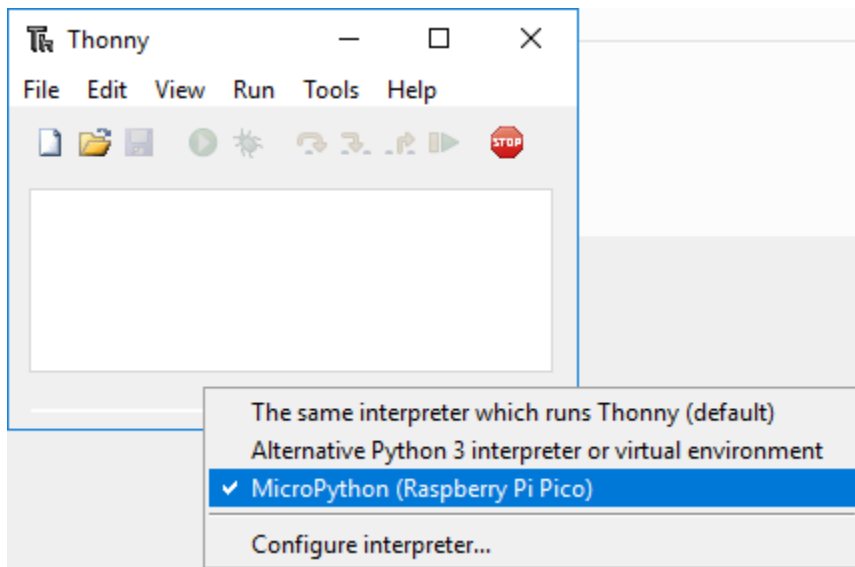 Thonny
File Edit View Run Tools Help
STOP
The same interpreter which runs Thonny (default)
Alternative Python 3 interpreter or virtual environment
MicroPython (Raspberry Pi Pico)
Configure interpreter...